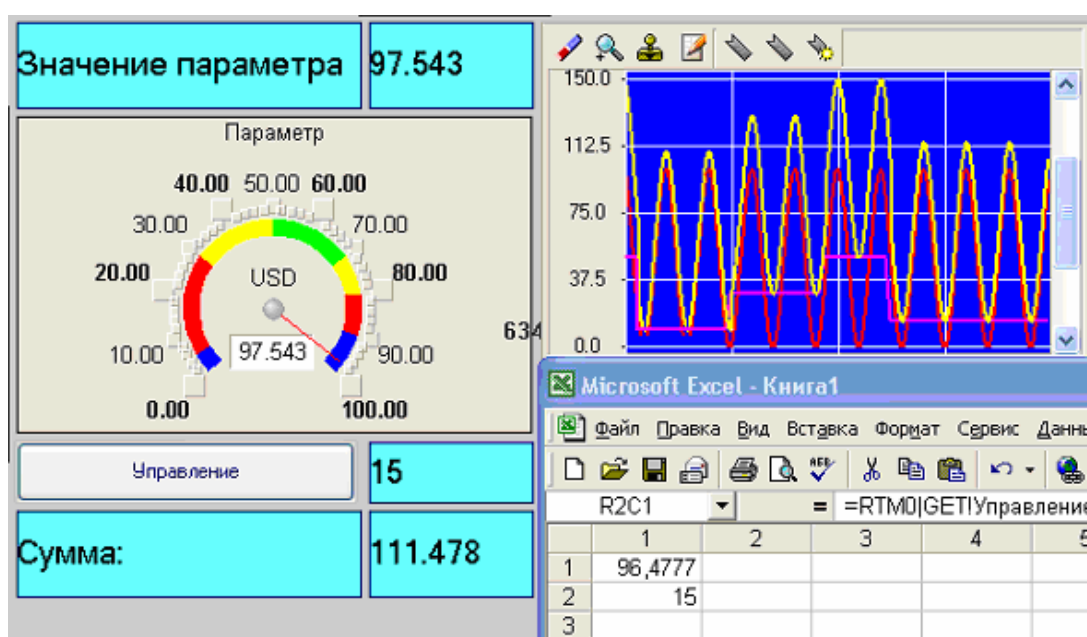 Значение параметра 97.543
Параметр
40.00 50.00 60.00
30.00 70.00
20.00 80.00
USD
10.00 97.543 90.00
0.00 100.00
634
Управление 15
Сумма: 111.478
150.0
112.5
75.0
37.5
0.0
Microsoft Excel - Книга1
Файл Правка Вид Вставка Формат Сервис Данны
R2C1 = =RTM0|GET!Управление
1 2 3 4 5
1 96,4777
2 15
3